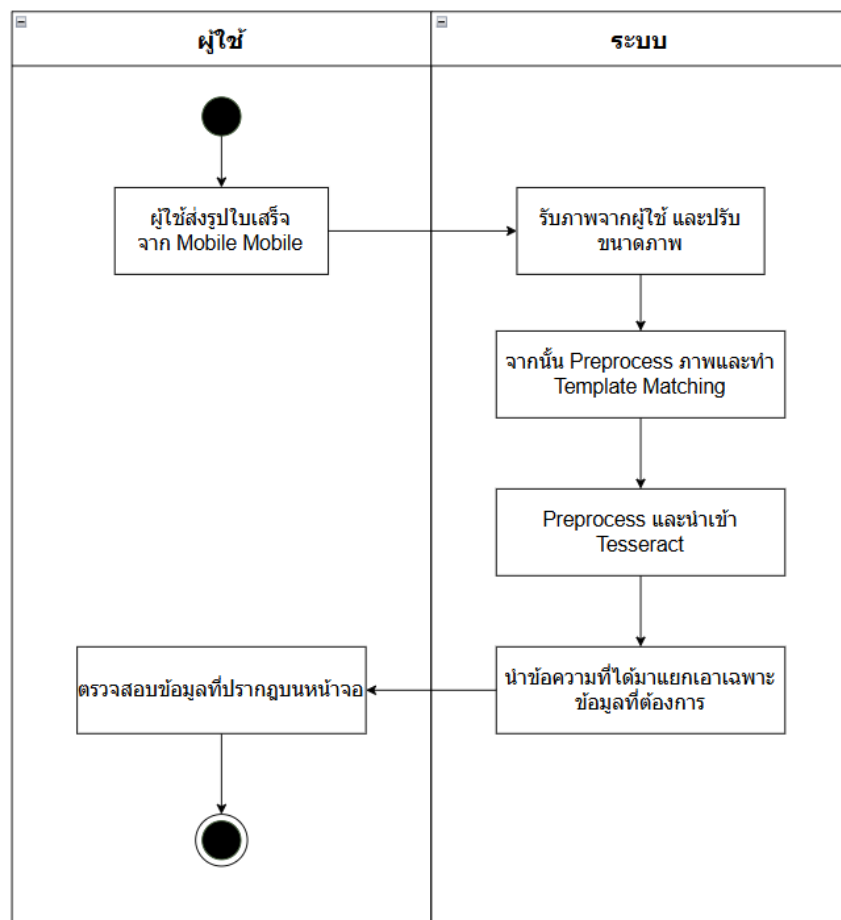 ผู้ใช้
ระบบ
ผู้ใช้ส่งรูปใบเสร็จ
จาก Mobile Mobile
รับภาพจากผู้ใช้ และปรับ
ขนาดภาพ
จากนั้น Preprocess ภาพและทำ
Template Matching
Preprocess และนำเข้า
Tesseract
นำข้อความที่ได้มาแยกเอาเฉพาะ
ข้อมูลที่ต้องการ
ตรวจสอบข้อมูลที่ปรากฏบนหน้าจอ